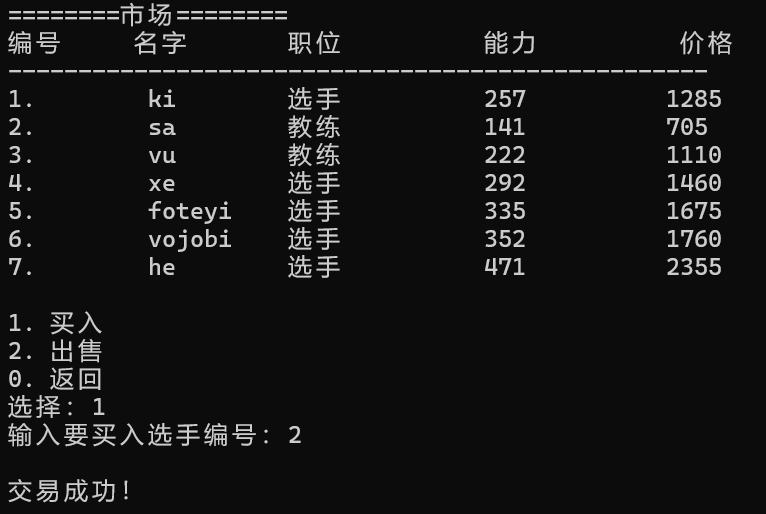 ========市场========
编号 名字 职位 能力 价格
--------------------------------------------------
1. ki 选手 257 1285
2. sa 教练 141 705
3. vu 教练 222 1110
4. xe 选手 292 1460
5. foteyi 选手 335 1675
6. vojobi 选手 352 1760
7. he 选手 471 2355
1. 买入
2. 出售
0. 返回
选择: 1
输入要买入选手编号: 2
交易成功!